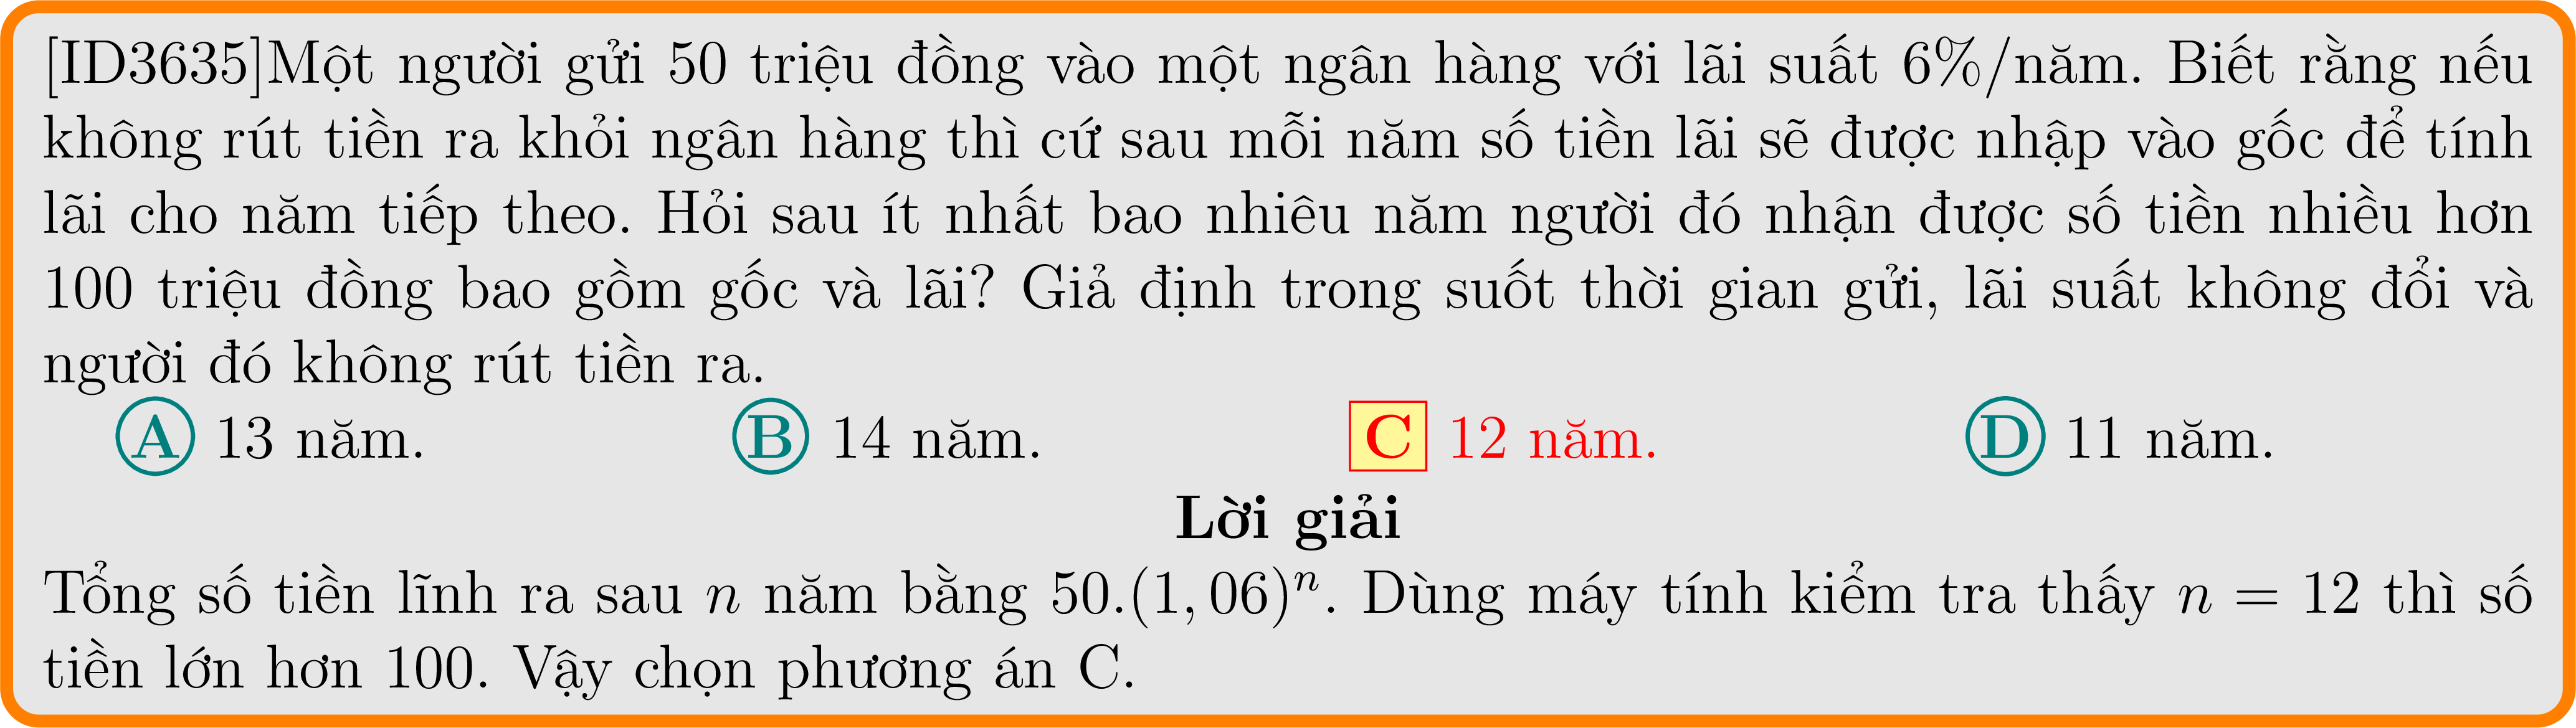 [ID3635]Một người gửi 50 triệu đồng vào một ngân hàng với lãi suất 6%/năm. Biết rằng nếu
không rút tiền ra khỏi ngân hàng thì cứ sau mỗi năm số tiền lãi sẽ được nhập vào gốc để tính
lãi cho năm tiếp theo. Hỏi sau ít nhất bao nhiêu năm người đó nhận được số tiền nhiều hơn
100 triệu đồng bao gồm gốc và lãi? Giả định trong suốt thời gian gửi, lãi suất không đổi và
người đó không rút tiền ra.
A 13 năm. B 14 năm. C 12 năm. D 11 năm.
Lời giải
Tổng số tiền lĩnh ra sau n năm bằng 50.(1, 06)ⁿ. Dùng máy tính kiểm tra thấy n = 12 thì số
tiền lớn hơn 100. Vậy chọn phương án C.